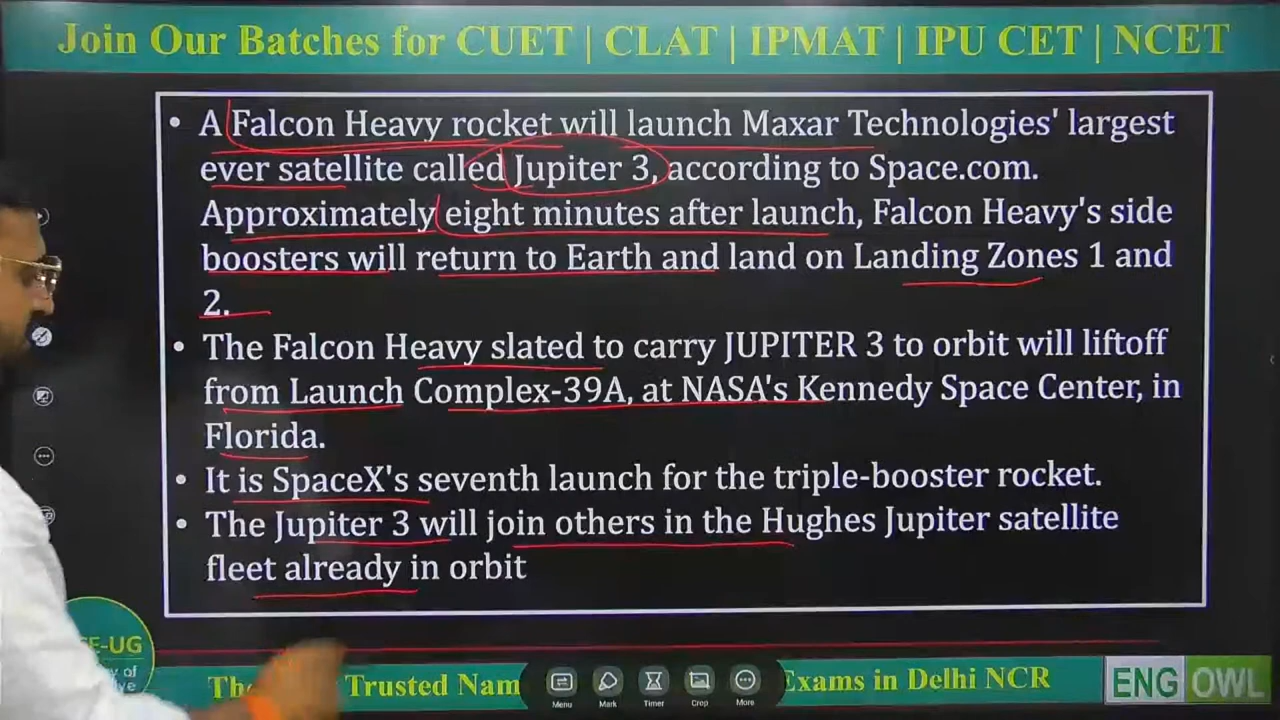 Join Our Batches for CUET | CLAT | IPMAT | IPU CET | NCET
• A Falcon Heavy rocket will launch Maxar Technologies' largest
ever satellite called Jupiter 3, according to Space.com.
Approximately eight minutes after launch, Falcon Heavy's side
boosters will return to Earth and land on Landing Zones 1 and
2.
• The Falcon Heavy slated to carry JUPITER 3 to orbit will liftoff
from Launch Complex-39A, at NASA's Kennedy Space Center, in
Florida.
• It is SpaceX's seventh launch for the triple-booster rocket.
• The Jupiter 3 will join others in the Hughes Jupiter satellite
fleet already in orbit
-UG
of
Trusted
Exams in Delhi NCR
ENG OWL
Menu
Mark
Timer
Crop
More